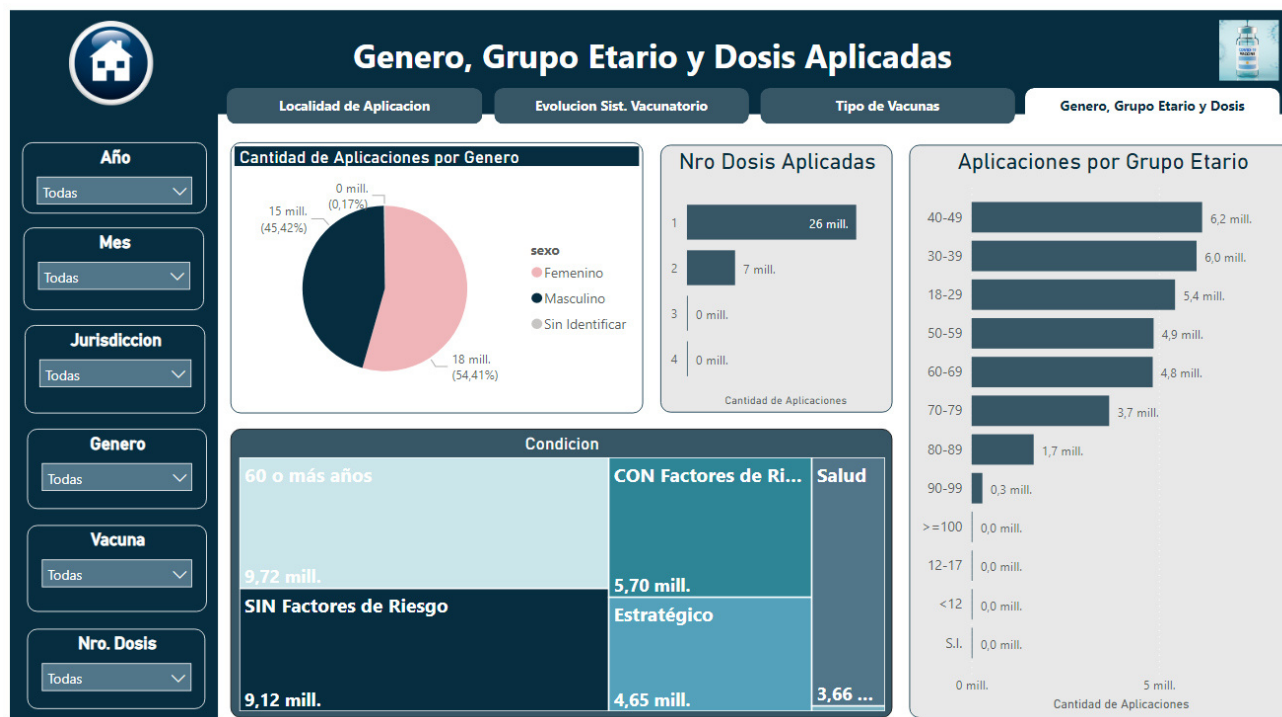 Genero, Grupo Etario y Dosis Aplicadas
Localidad de Aplicacion
Evolucion Sist. Vacunatorio
Tipo de Vacunas
Genero, Grupo Etario y Dosis
Año
Todas
Mes
Todas
Jurisdiccion
Todas
Genero
Todas
Vacuna
Todas
Nro. Dosis
Todas
Cantidad de Aplicaciones por Genero
0 mill.
(0,17%)
15 mill.
(45,42%)
18 mill.
(54,41%)
sexo
Femenino
Masculino
Sin Identificar
Nro Dosis Aplicadas
1 26 mill.
2 7 mill.
3 0 mill.
4 0 mill.
Cantidad de Aplicaciones
Aplicaciones por Grupo Etario
40-49 6,2 mill.
30-39 6,0 mill.
18-29 5,4 mill.
50-59 4,9 mill.
60-69 4,8 mill.
70-79 3,7 mill.
80-89 1,7 mill.
90-99 0,3 mill.
>=100 0,0 mill.
12-17 0,0 mill.
<12 0,0 mill.
S.I. 0,0 mill.
0 mill. 5 mill.
Cantidad de Aplicaciones
Condicion
60 o más años
9,72 mill.
SIN Factores de Riesgo
9,12 mill.
CON Factores de Ri...
5,70 mill.
Estratégico
4,65 mill.
Salud
3,66 ...